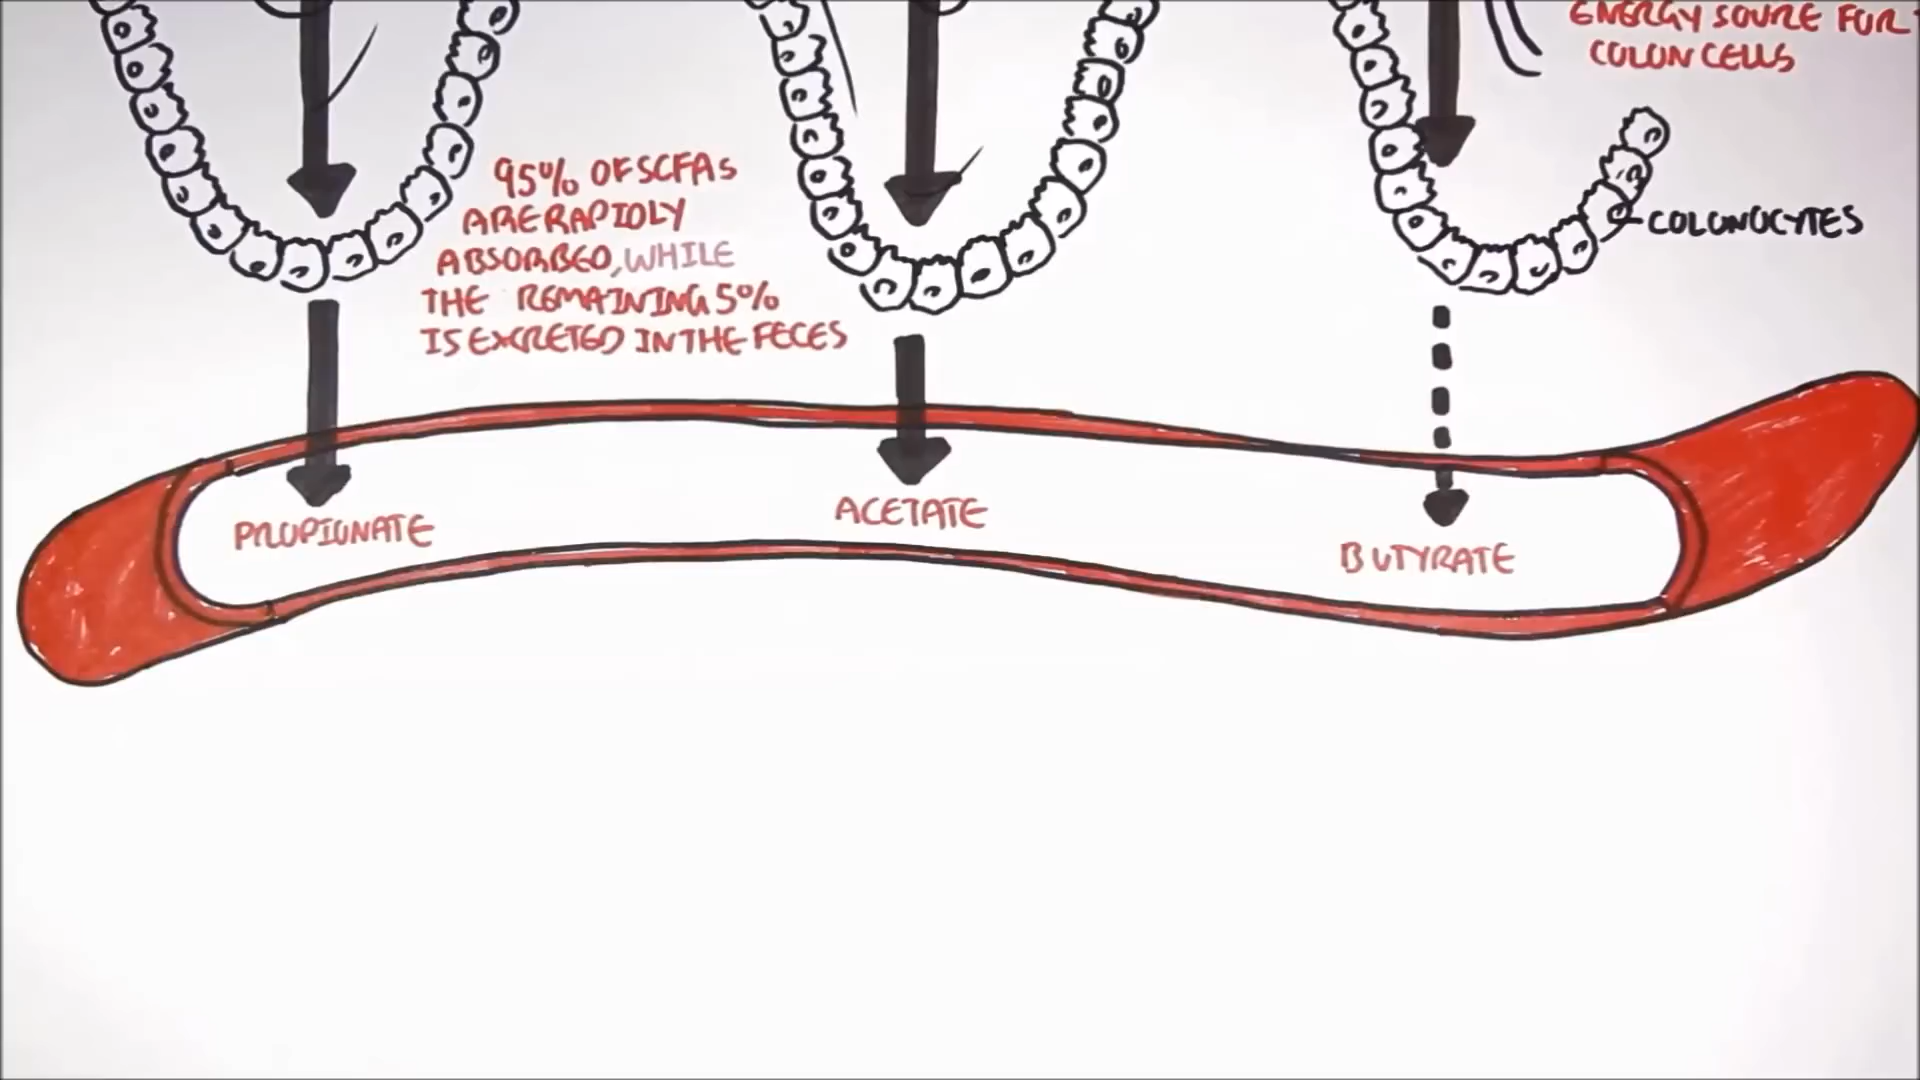 ENERGY SOURE FOR
COLON CELLS
95% OF SCFAS
ARE RAPIDLY
ABSORBED, WHILE
THE REMAINING 5%
IS EXCRETED IN THE FECES
COLONOCYTES
PROPIONATE
ACETATE
BUTYRATE